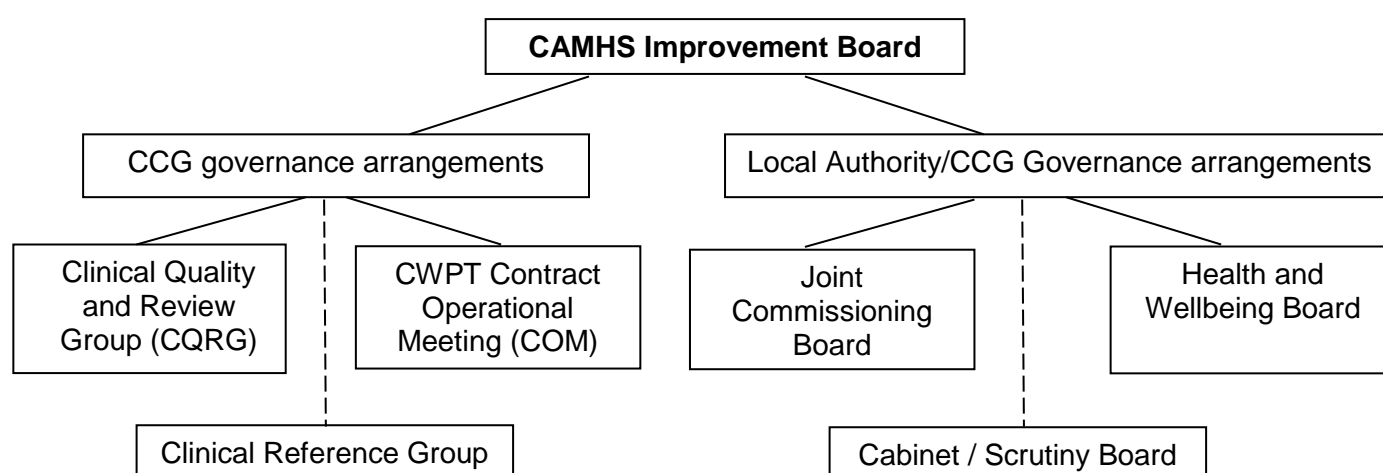 CAMHS Improvement Board
CCG governance arrangements
Local Authority/CCG Governance arrangements
Clinical Quality
and Review
Group (CQRG)
CWPT Contract
Operational
Meeting (COM)
Joint
Commissioning
Board
Health and
Wellbeing Board
Clinical Reference Group
Cabinet / Scrutiny Board